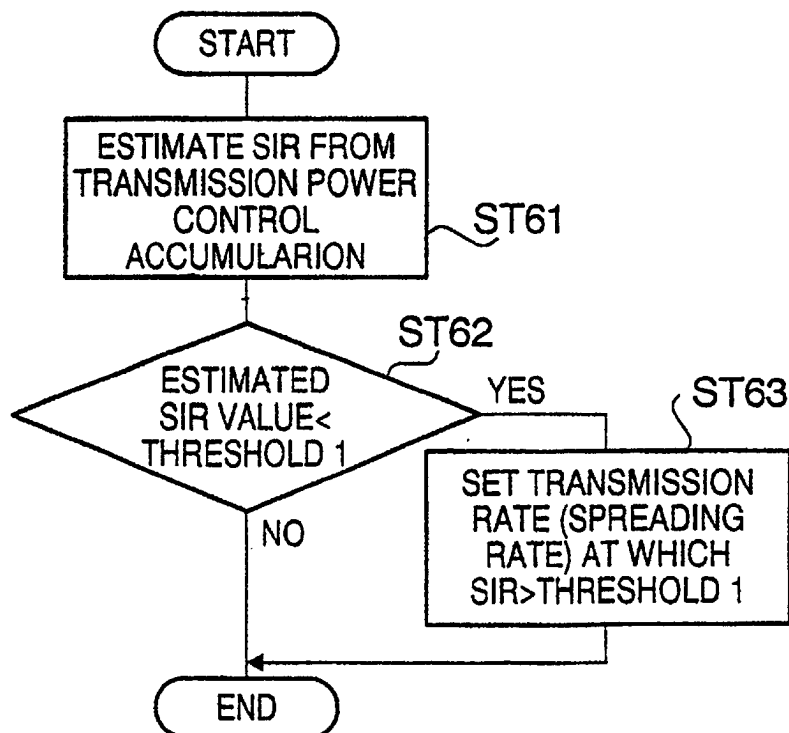 START
ESTIMATE SIR FROM
TRANSMISSION POWER
CONTROL
ACCUMULARION
ST61
ST62
ESTIMATED
SIR VALUE<
THRESHOLD 1
YES
ST63
SET TRANSMISSION
RATE (SPREADING
RATE) AT WHICH
SIR>THRESHOLD 1
NO
END